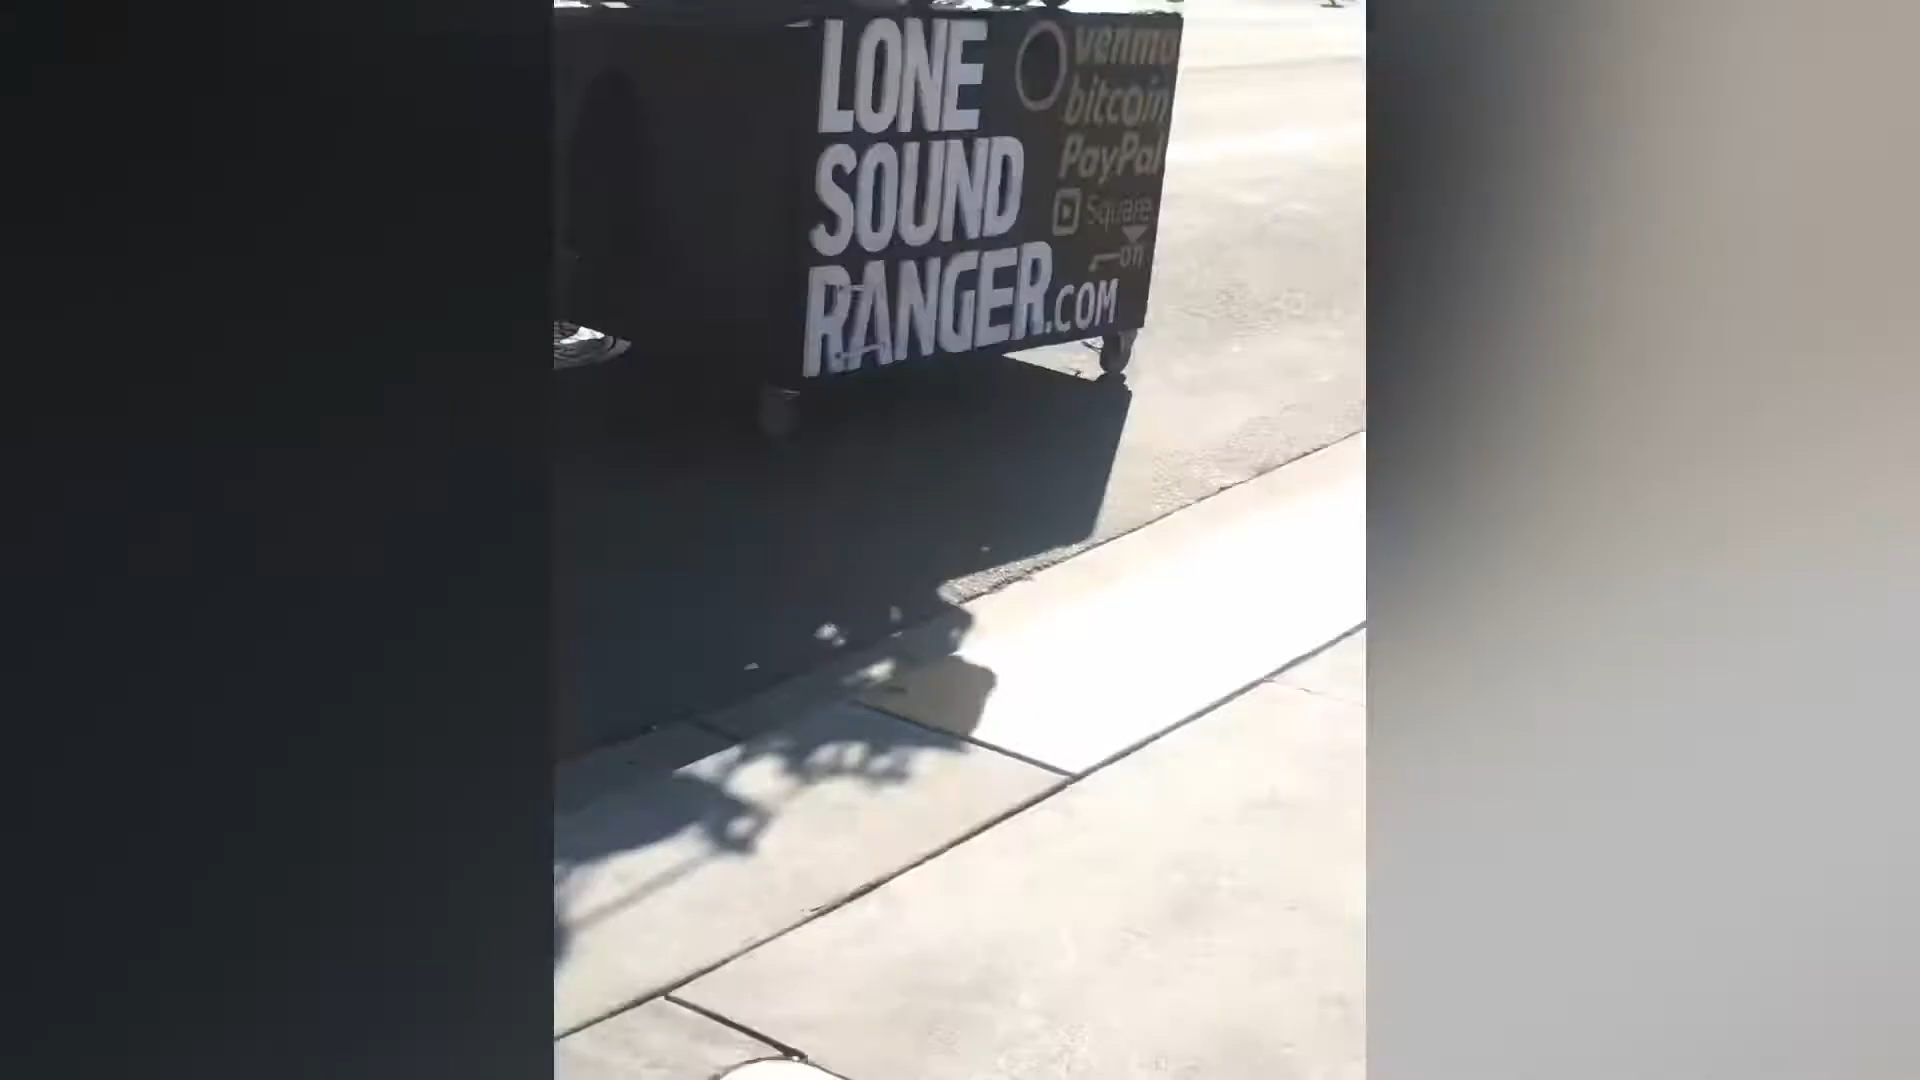 LONE
SOUND
RANGER.COM
venmo
bitcoin
PayPal
Square
on